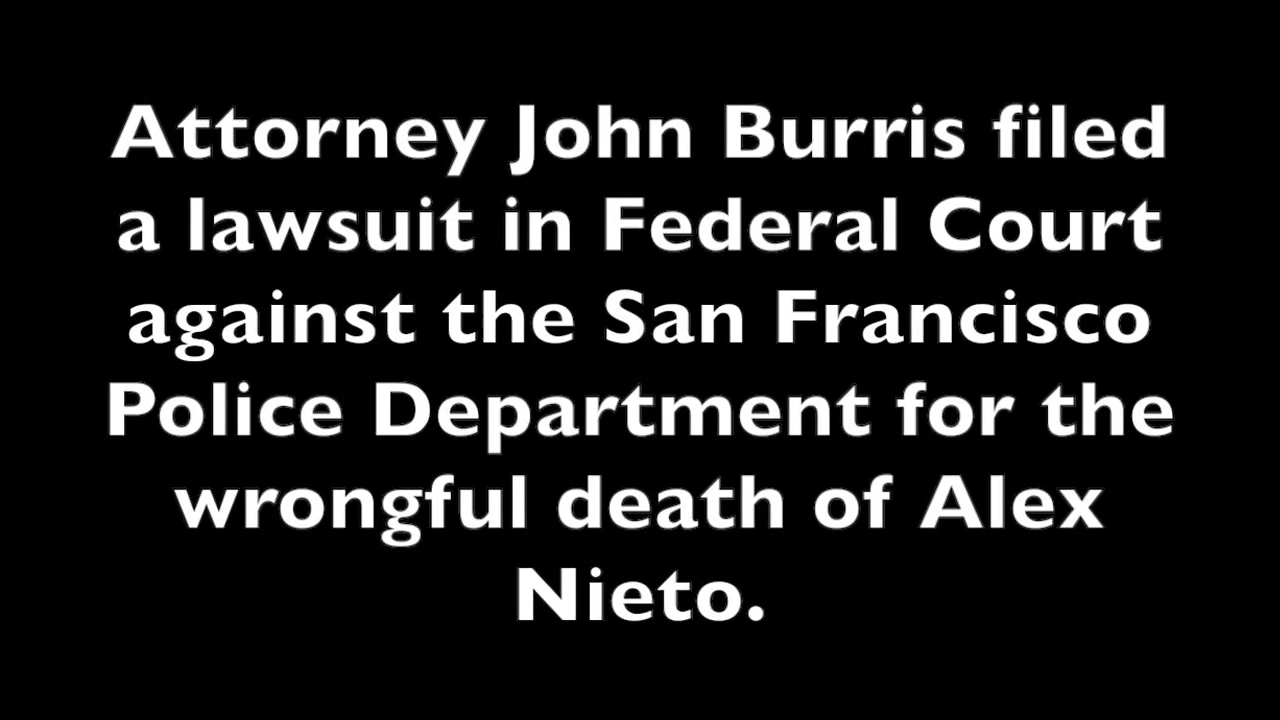 Attorney John Burris filed
a lawsuit in Federal Court
against the San Francisco
Police Department for the
wrongful death of Alex
Nieto.